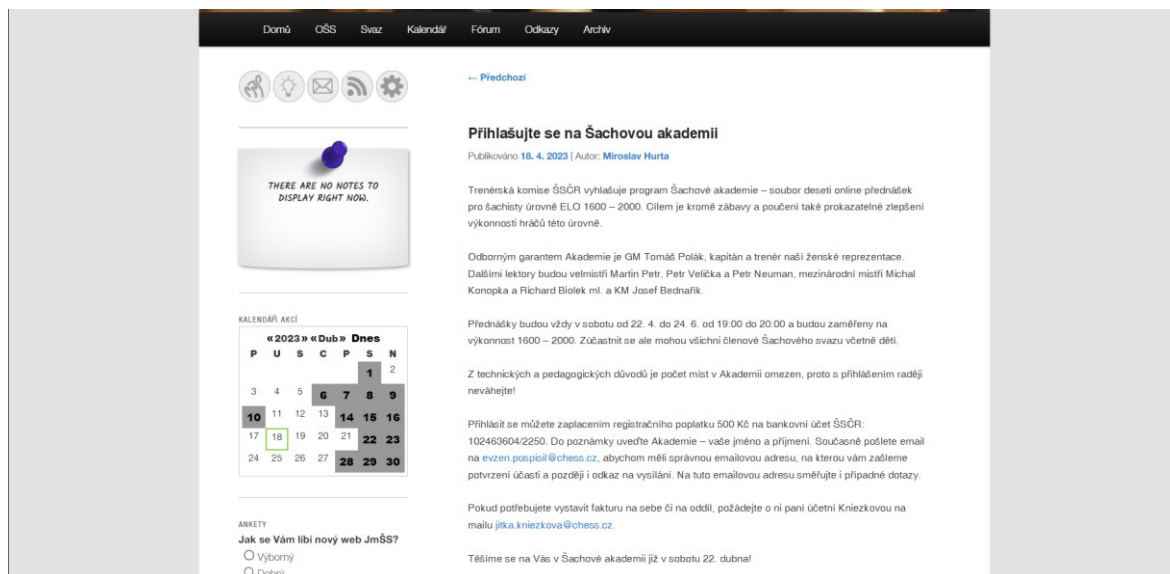 Domů OŠS Svaz Kalendář Fórum Odkazy Archiv
← Předchozí
Přihlašujte se na Šachovou akademii
Publikováno 18. 4. 2023 | Autor: Miroslav Hurta
Trenérská komise ŠSČR vyhlašuje program Šachové akademie – soubor deseti online přednášek
pro šachisty úrovně ELO 1600 – 2000. Cílem je kromě zábavy a poučení také prokazatelné zlepšení
výkonnosti hráčů této úrovně.
Odborným garantem Akademie je GM Tomáš Polák, kapitán a trenér naší ženské reprezentace.
Dalšími lektory budou velmistři Martin Petr, Petr Velička a Petr Neuman, mezinárodní mistři Michal
Konopka a Richard Biolek ml. a KM Josef Bednařík.
Přednášky budou vždy v sobotu od 22. 4. do 24. 6. od 19:00 do 20:00 a budou zaměřeny na
výkonnost 1600 – 2000. Zúčastnit se ale mohou všichni členové Šachového svazu včetně dětí.
Z technických a pedagogických důvodů je počet míst v Akademii omezen, proto s přihlášením raději
neváhejte!
Přihlásit se můžete zaplacením registračního poplatku 500 Kč na bankovní účet ŠSČR:
102463604/2250. Do poznámky uveďte Akademie – vaše jméno a příjmení. Současně pošlete email
na evzen.pospisil@chess.cz, abychom měli správnou emailovou adresu, na kterou vám zašleme
potvrzení účasti a později i odkaz na vysílání. Na tuto emailovou adresu směřujte i případné dotazy.
Pokud potřebujete vystavit fakturu na sebe či na oddíl, požádejte o ni paní účetní Kniezkovou na
mailu jitka.kniezkova@chess.cz.
Těšíme se na Vás v Šachové akademii již v sobotu 22. dubna!
THERE ARE NO NOTES TO
DISPLAY RIGHT NOW.
KALENDÁŘ AKCÍ
«2023» «Dub» Dnes
P U S C P S N
1 2
3 4 5 6 7 8 9
10 11 12 13 14 15 16
17 18 19 20 21 22 23
24 25 26 27 28 29 30
ANKETY
Jak se Vám líbí nový web JmŠS?
Výborný
Dobrý